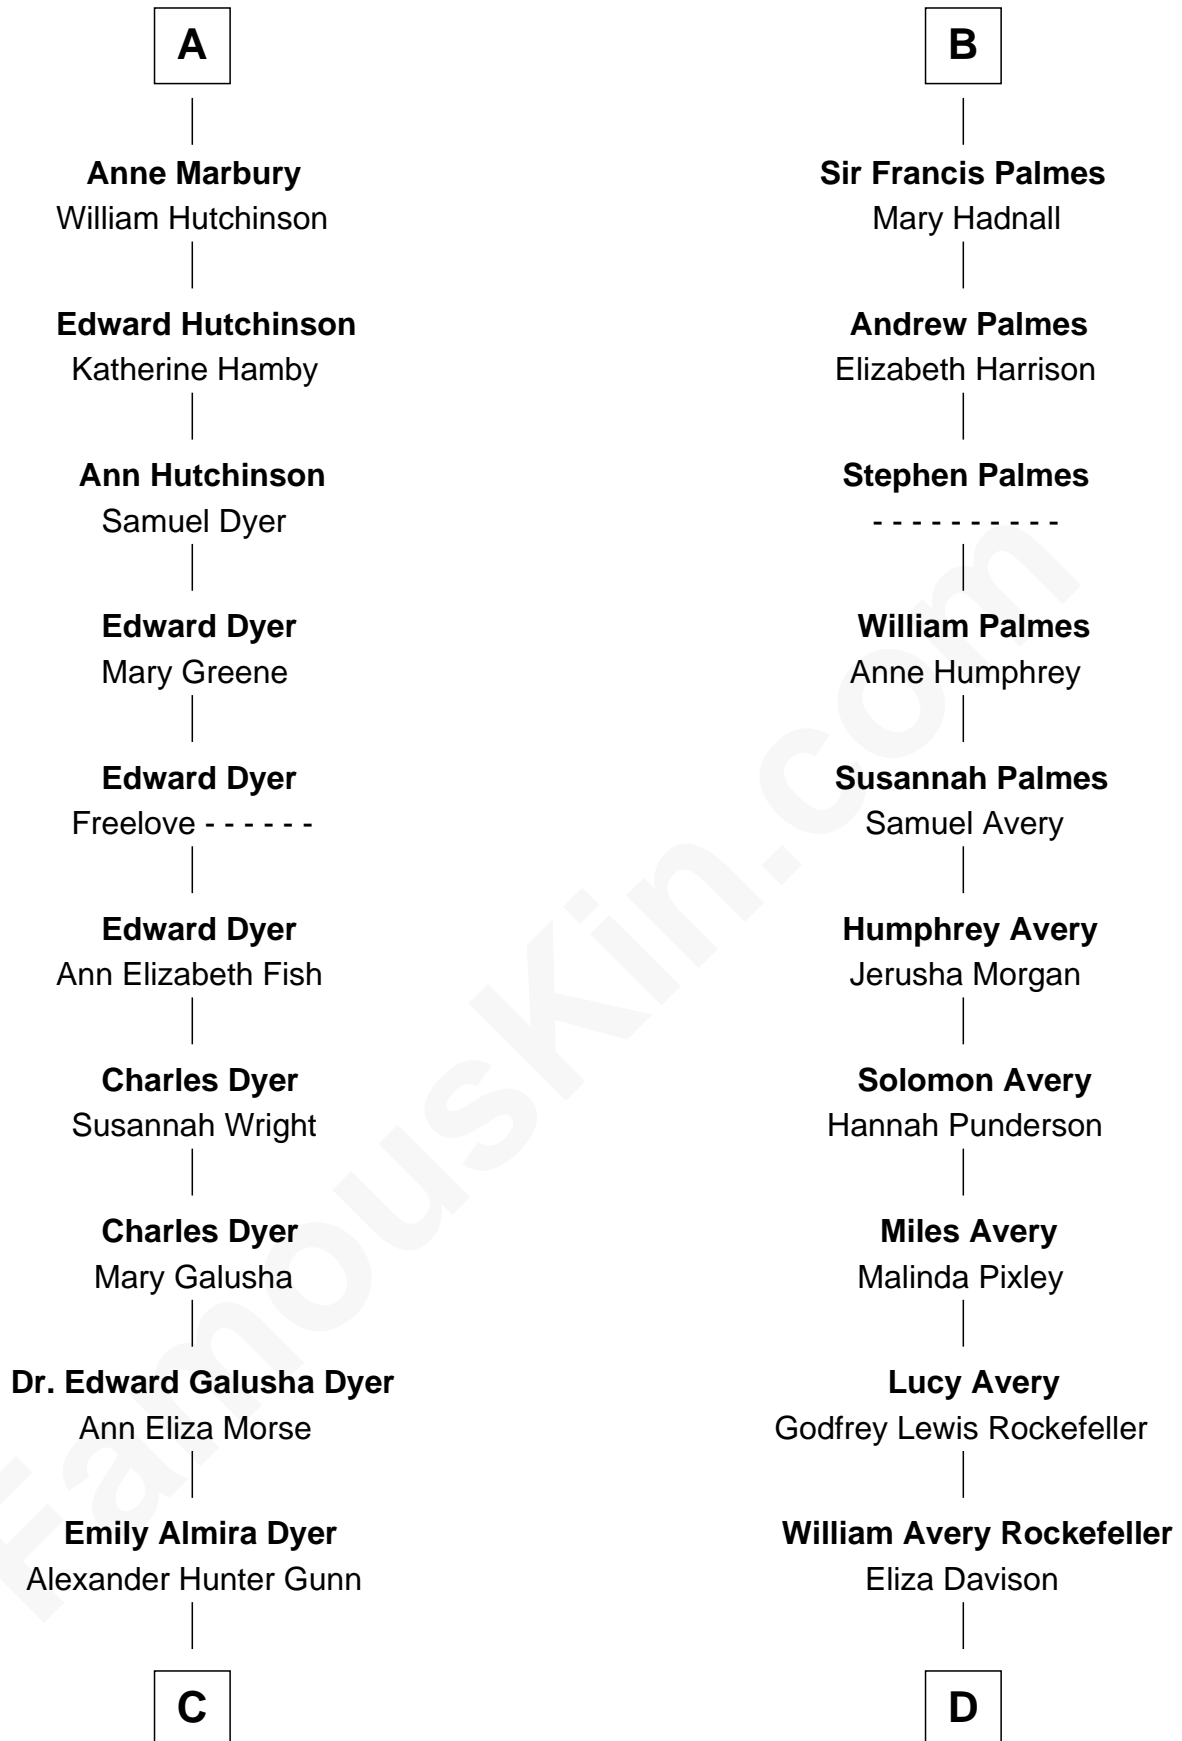 A
Anne Marbury
William Hutchinson
Edward Hutchinson
Katherine Hamby
Ann Hutchinson
Samuel Dyer
Edward Dyer
Mary Greene
Edward Dyer
Freelove - - - - - -
Edward Dyer
Ann Elizabeth Fish
Charles Dyer
Susannah Wright
Charles Dyer
Mary Galusha
Dr. Edward Galusha Dyer
Ann Eliza Morse
Emily Almira Dyer
Alexander Hunter Gunn
C
B
Sir Francis Palmes
Mary Hadnall
Andrew Palmes
Elizabeth Harrison
Stephen Palmes
- - - - - - - - - -
William Palmes
Anne Humphrey
Susannah Palmes
Samuel Avery
Humphrey Avery
Jerusha Morgan
Solomon Avery
Hannah Punderson
Miles Avery
Malinda Pixley
Lucy Avery
Godfrey Lewis Rockefeller
William Avery Rockefeller
Eliza Davison
D
FamousKin.com